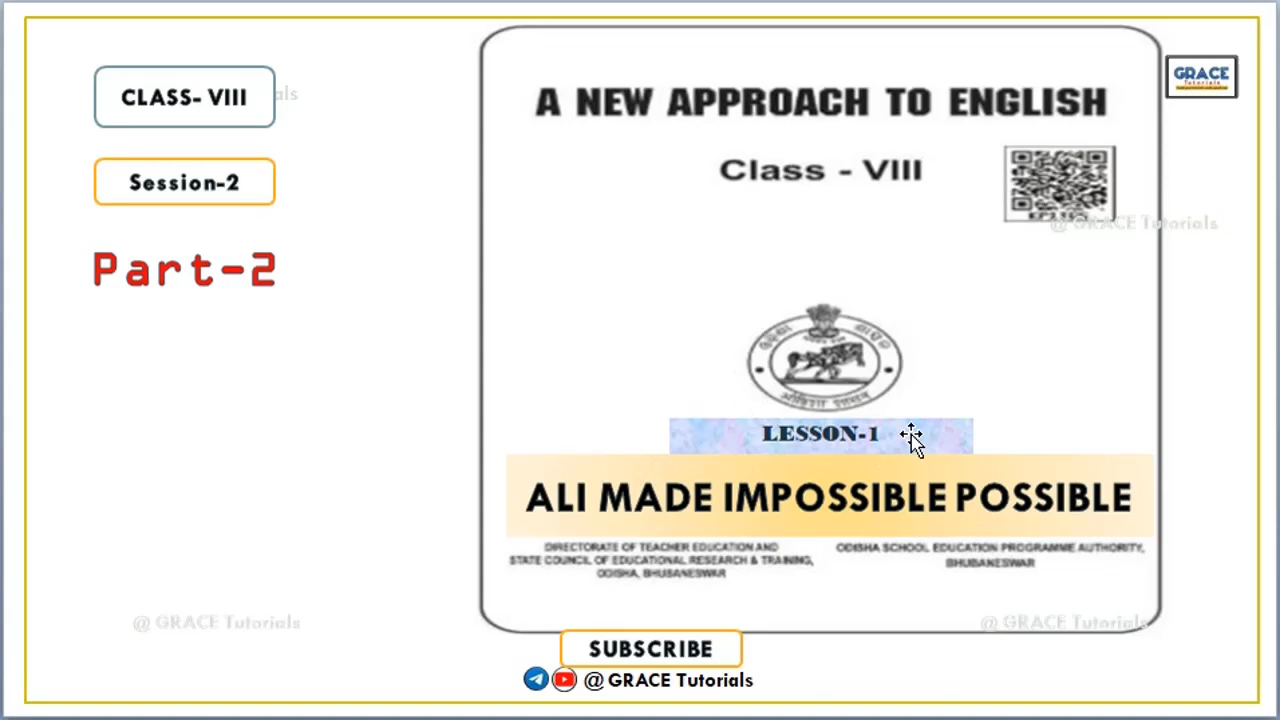 CLASS- VIII
Session-2
Part-2
A NEW APPROACH TO ENGLISH
Class - VIII
GRACE
Tutorials
@ GRACE Tutorials
LESSON-1
ALI MADE IMPOSSIBLE POSSIBLE
DIRECTORATE OF TEACHER EDUCATION AND
STATE COUNCIL OF EDUCATIONAL RESEARCH & TRAINING,
ODISHA, BHUBANESWAR
ODISHA SCHOOL EDUCATION PROGRAMME AUTHORITY,
BHUBANESWAR
@ GRACE Tutorials
@ GRACE Tutorials
SUBSCRIBE
@ GRACE Tutorials